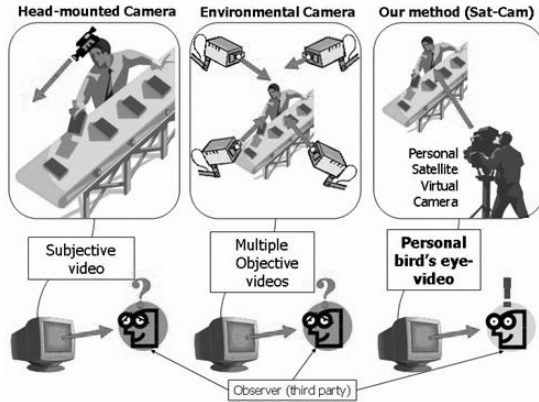 Head-mounted Camera
Environmental Camera
Our method (Sat-Cam)
Personal
Satellite
Virtual
Camera
Subjective
video
Multiple
Objective
videos
Personal
bird's eye-
video
?
?
!
Observer (third party)